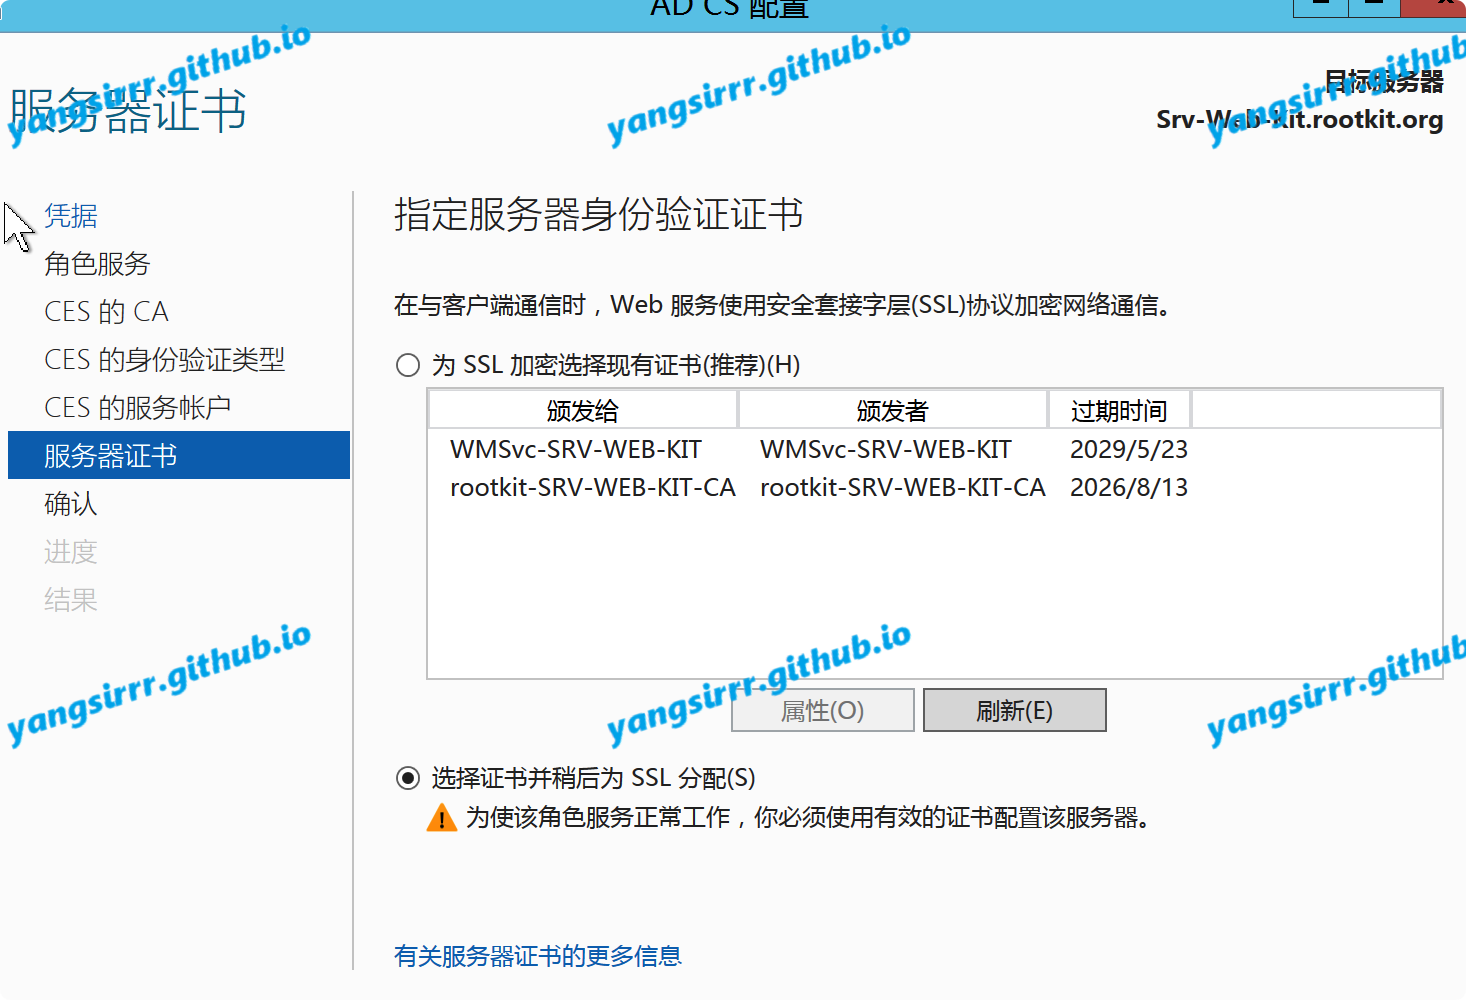 AD CS 配置
服务器证书
目标服务器
Srv-Web-Kit.rootkit.org
凭据
角色服务
CES 的 CA
CES 的身份验证类型
CES 的服务帐户
服务器证书
确认
进度
结果
指定服务器身份验证证书
在与客户端通信时，Web 服务使用安全套接字层(SSL)协议加密网络通信。
为 SSL 加密选择现有证书(推荐)(H)
颁发给 颁发者 过期时间
WMSvc-SRV-WEB-KIT WMSvc-SRV-WEB-KIT 2029/5/23
rootkit-SRV-WEB-KIT-CA rootkit-SRV-WEB-KIT-CA 2026/8/13
属性(O) 刷新(E)
选择证书并稍后为 SSL 分配(S)
为使该角色服务正常工作，你必须使用有效的证书配置该服务器。
有关服务器证书的更多信息
yangsirrr.github.io
yangsirrr.github.io
yangsirrr.github.io
yangsirrr.github.io
yangsirrr.github.io
yangsirrr.github.io